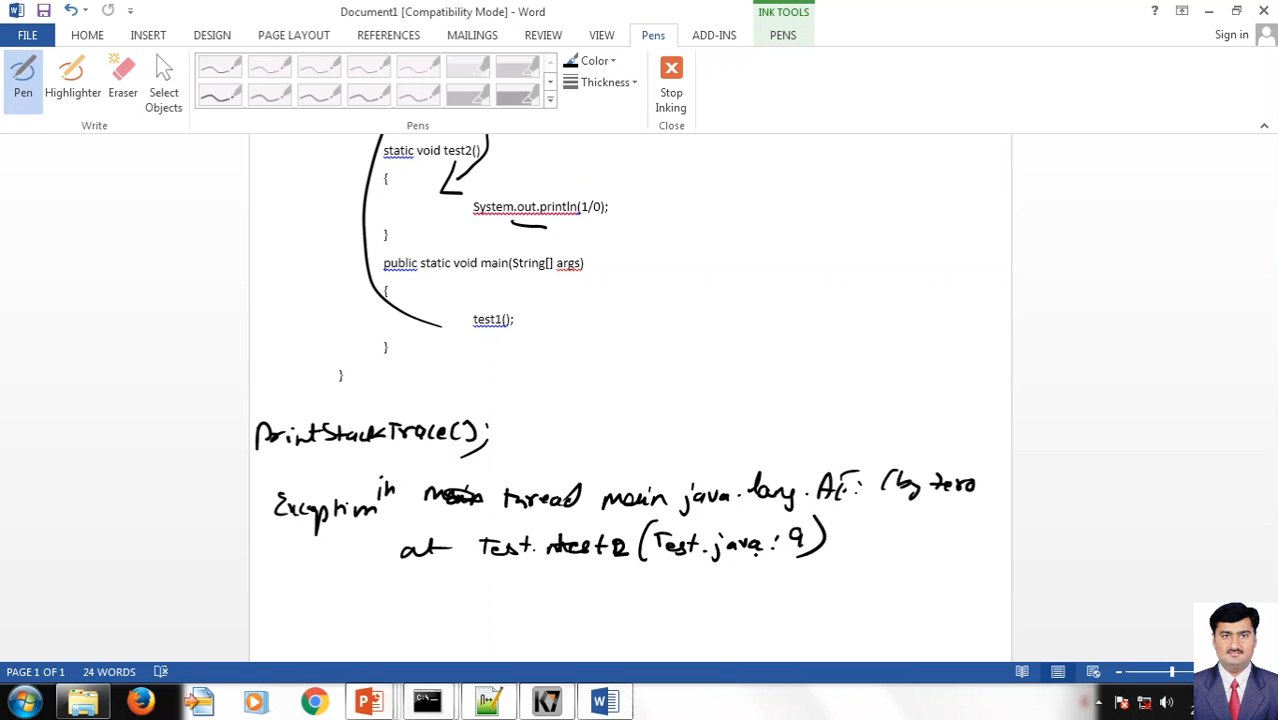 Document1 [Compatibility Mode] - Word
INK TOOLS
FILE HOME INSERT DESIGN PAGE LAYOUT REFERENCES MAILINGS REVIEW VIEW Pens ADD-INS PENS
Sign in
Pen Highlighter Eraser Select Objects
Color
Thickness
Stop Inking
Write Pens Close
static void test2()
{
System.out.println(1/0);
}
public static void main(String[] args)
{
test1();
}
}
printStackTrace();
Exception in thread main java.lang.AE: / by zero
at Test.test2(Test.java:9)
PAGE 1 OF 1 24 WORDS